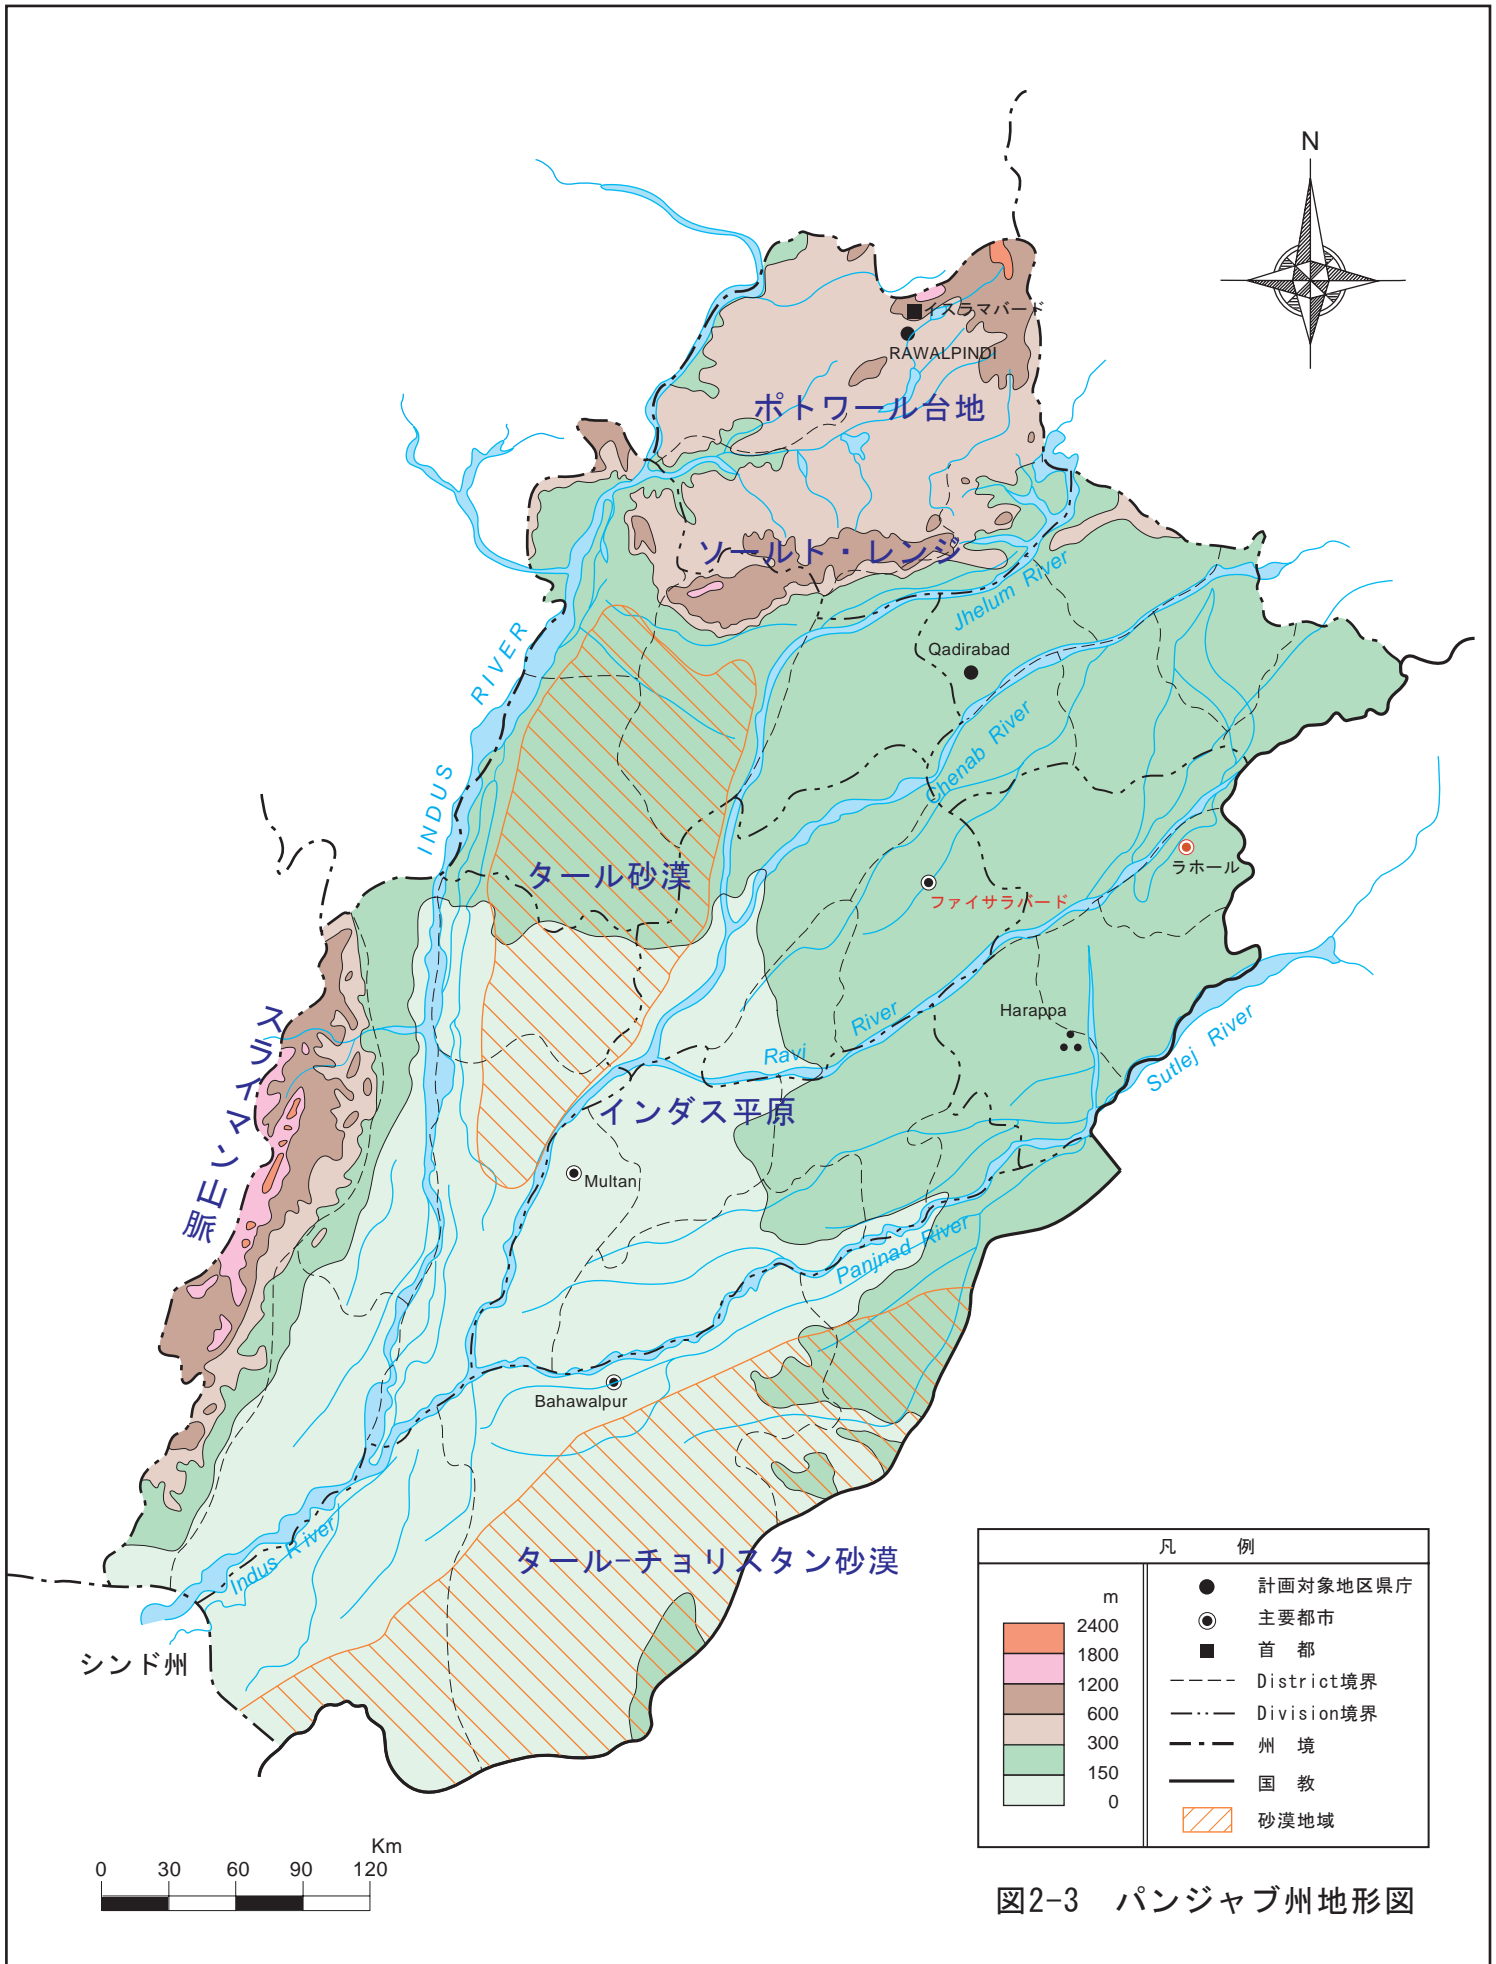 N
イスラマバード
RAWALPINDI
ポトワール台地
ソールト・レンジ
Jhelum River
Qadirabad
INDUS RIVER
Chenab River
タール砂漠
ラホール
ファイサラバード
スライマン山脈
Harappa
Ravi River
Sutlej River
インダス平原
Multan
Panjnad River
Bahawalpur
タール-チョリスタン砂漠
Indus River
シンド州
凡 例
m
2400
1800
1200
600
300
150
0
計画対象地区県庁
主要都市
首 都
District境界
Division境界
州 境
国 教
砂漠地域
Km
0 30 60 90 120
図2-3 パンジャブ州地形図